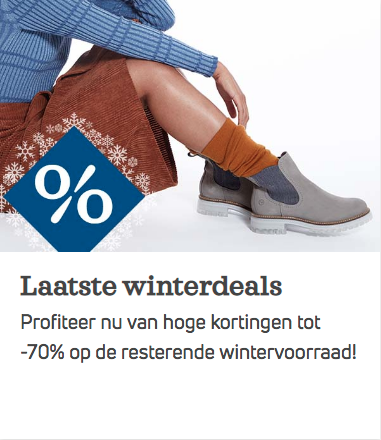 %
Laatste winterdeals
Profiteer nu van hoge kortingen tot
-70% op de resterende wintervoorraad!